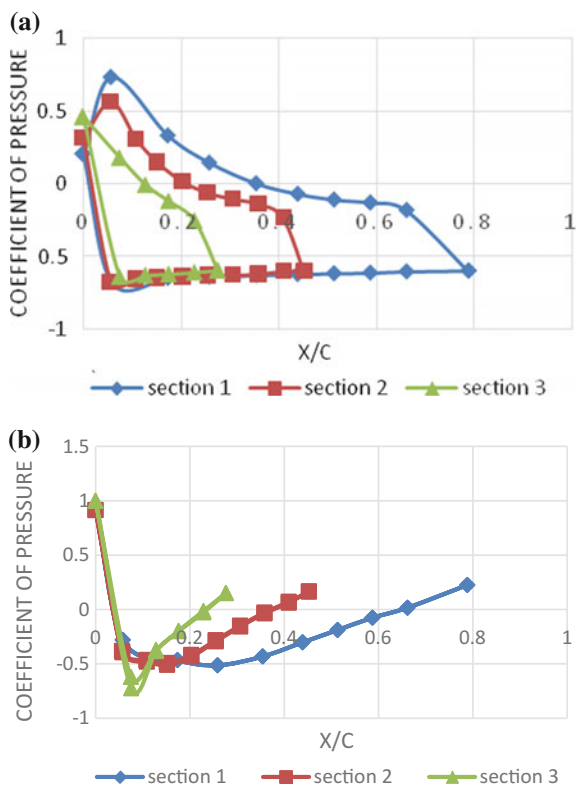 (a)
COEFFICIENT OF PRESSURE
1
0.5
0
0.5
-1
0 0.2 0.4 0.6 0.8 1
X/C
section 1 section 2 section 3
(b)
COEFFICIENT OF PRESSURE
1.5
1
0.5
0
-0.5
-1
0 0.2 0.4 0.6 0.8 1
X/C
section 1 section 2 section 3